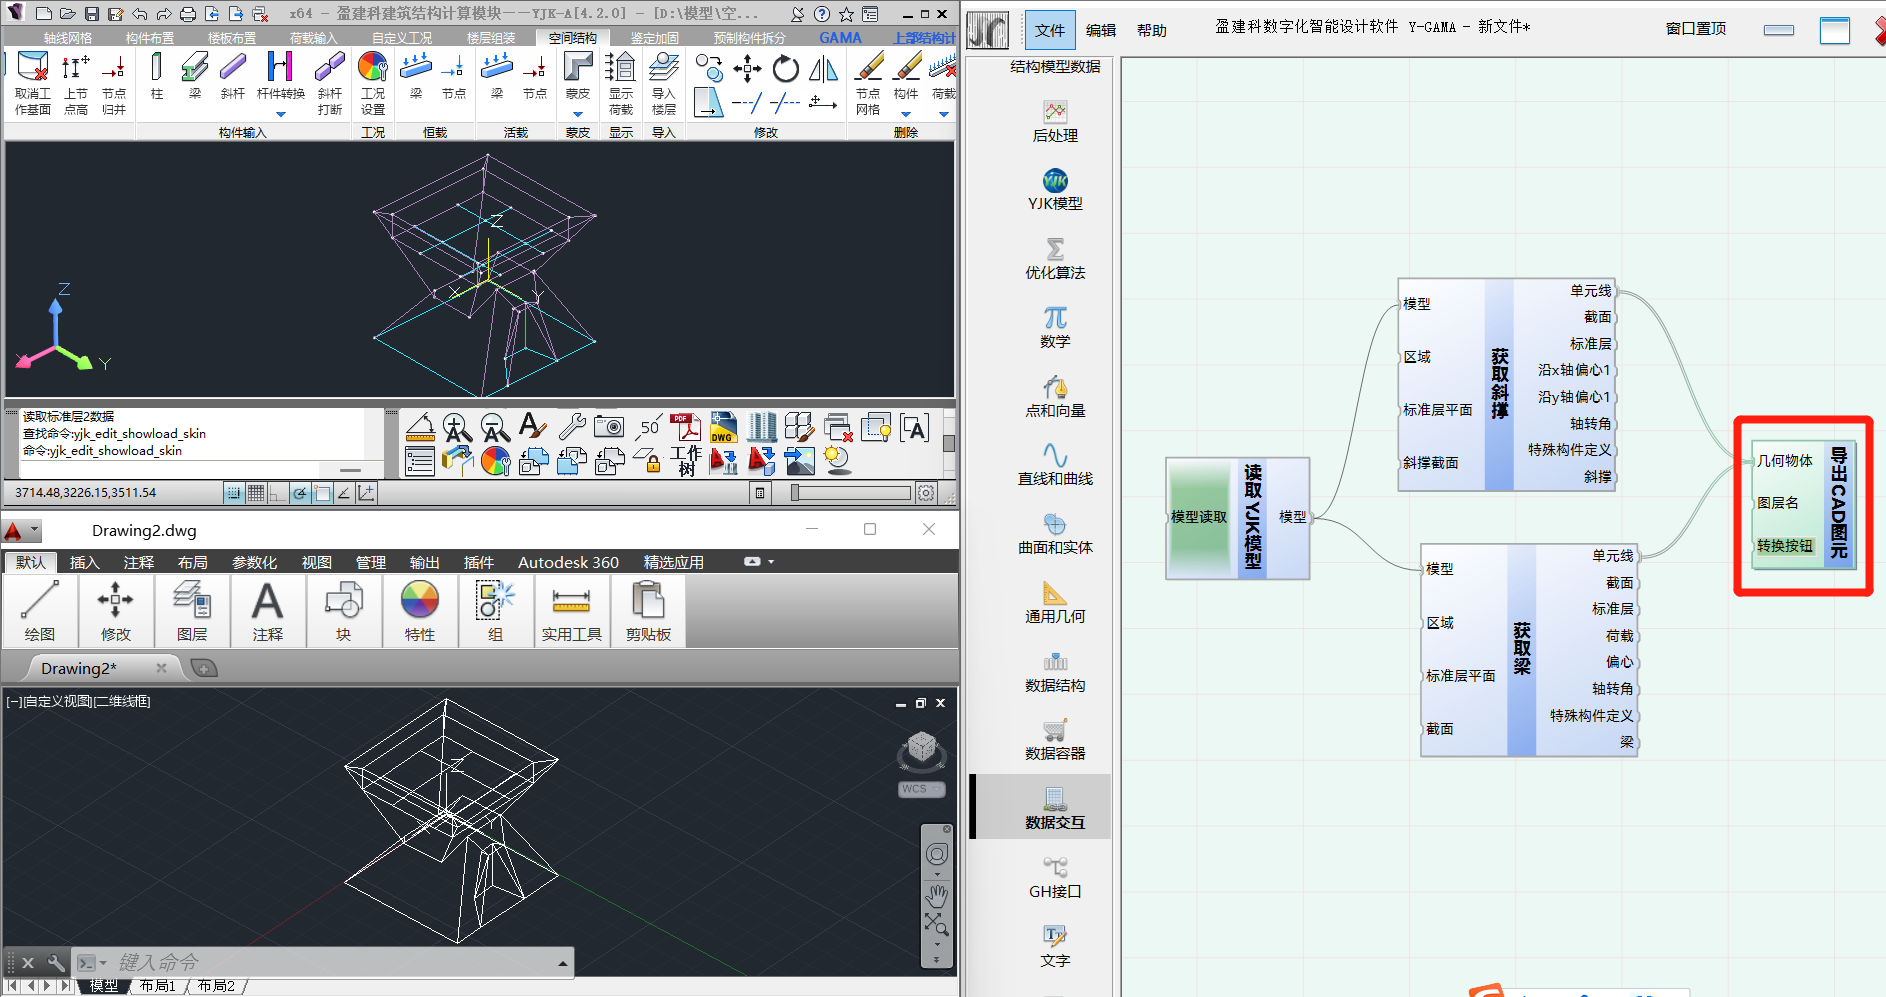 x64 - 盈建科建筑结构计算模块--YJK-A[4.2.0] - [D:\模型\空...
轴线网格 构件布置 楼板布置 荷载输入 自定义工况 楼层组装 空间结构 鉴定加固 预制构件拆分 GAMA 上部结构计
取消工作基面 上节点高 节点归并 柱 梁 斜杆 杆件转换 斜杆打断 工况设置 梁 节点 梁 节点 蒙皮 显示荷载 导入楼层 节点网格 构件 荷载
构件输入 工况 恒载 活载 蒙皮 显示 导入 修改 删除
Z
X
Y
Z
Y
读取标准层2数据
查找命令:yjk_edit_showload_skin
命令:yjk_edit_showload_skin
.50
PDF
DWG
[A]
工作树
3714.48,3226.15,3511.54
Drawing2.dwg
默认 插入 注释 布局 参数化 视图 管理 输出 插件 Autodesk 360 精选应用
绘图 修改 图层 注释 块 特性 组 实用工具 剪贴板
Drawing2*
[−][自定义视图][二维线框]
Z
Y
WCS
键入命令
模型 布局1 布局2
文件 编辑 帮助
盈建科数字化智能设计软件 Y-GAMA - 新文件*
窗口置顶
结构模型数据
后处理
YJK
YJK模型
优化算法
数学
点和向量
直线和曲线
曲面和实体
通用几何
数据结构
数据容器
数据交互
GH接口
文字
模型读取
读取YJK模型
模型
模型
区域
标准层平面
斜撑截面
获取斜撑
单元线
截面
标准层
沿x轴偏心1
沿y轴偏心1
轴转角
特殊构件定义
斜撑
模型
区域
标准层平面
截面
获取梁
单元线
截面
标准层
荷载
偏心
轴转角
特殊构件定义
梁
几何物体
图层名
转换按钮
导出CAD图元